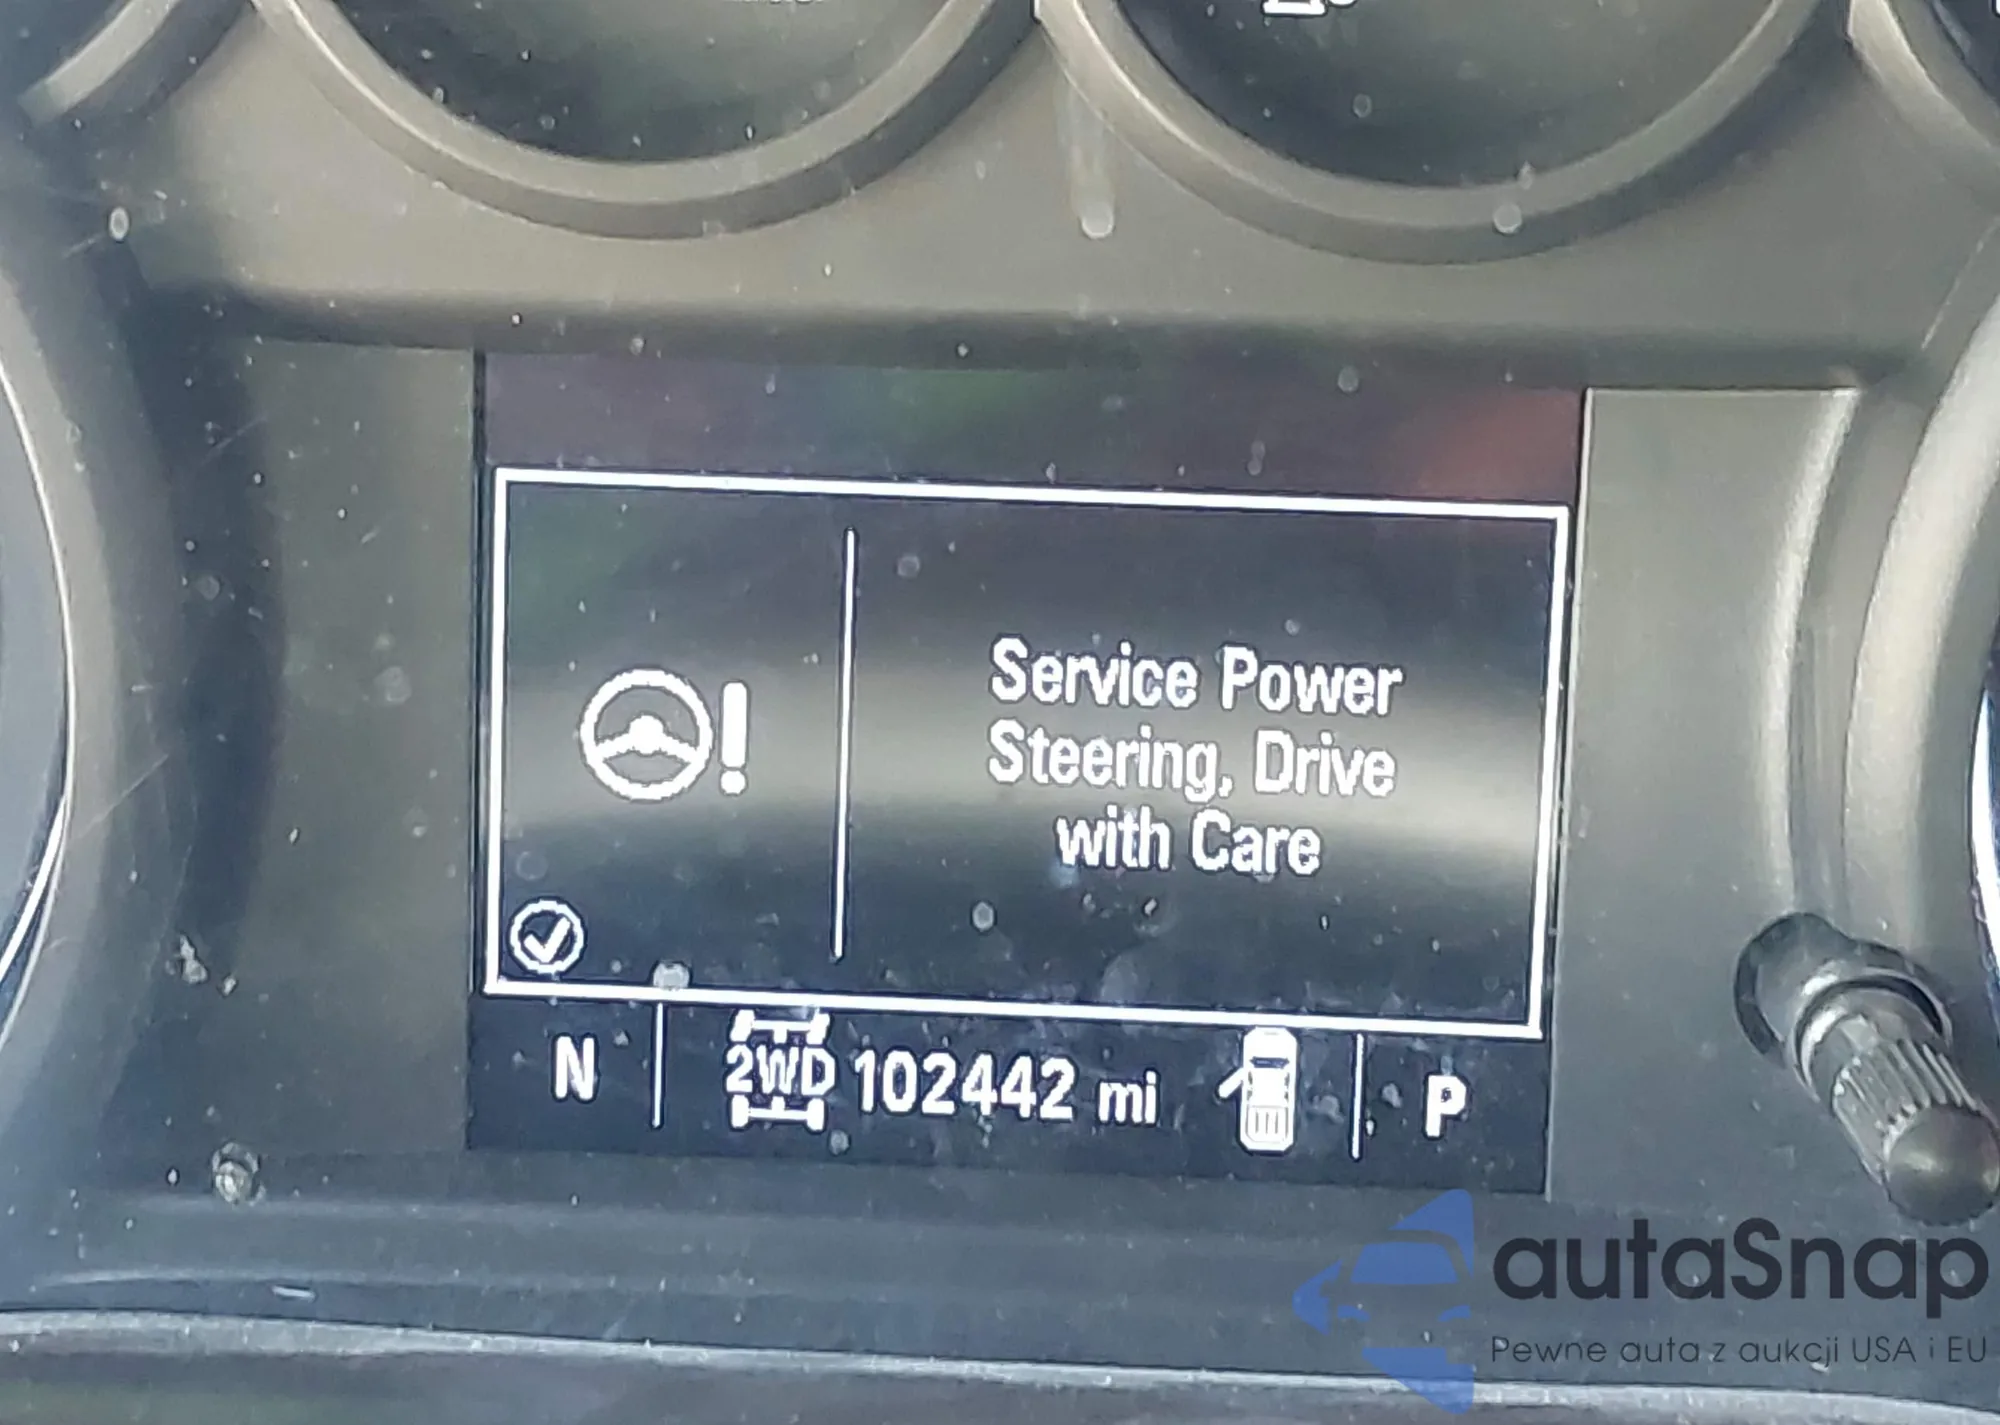 Service Power
Steering, Drive
with Care
N
2WD 102442 mi
P
autaSnap
Pewne auta z aukcji USA i EU